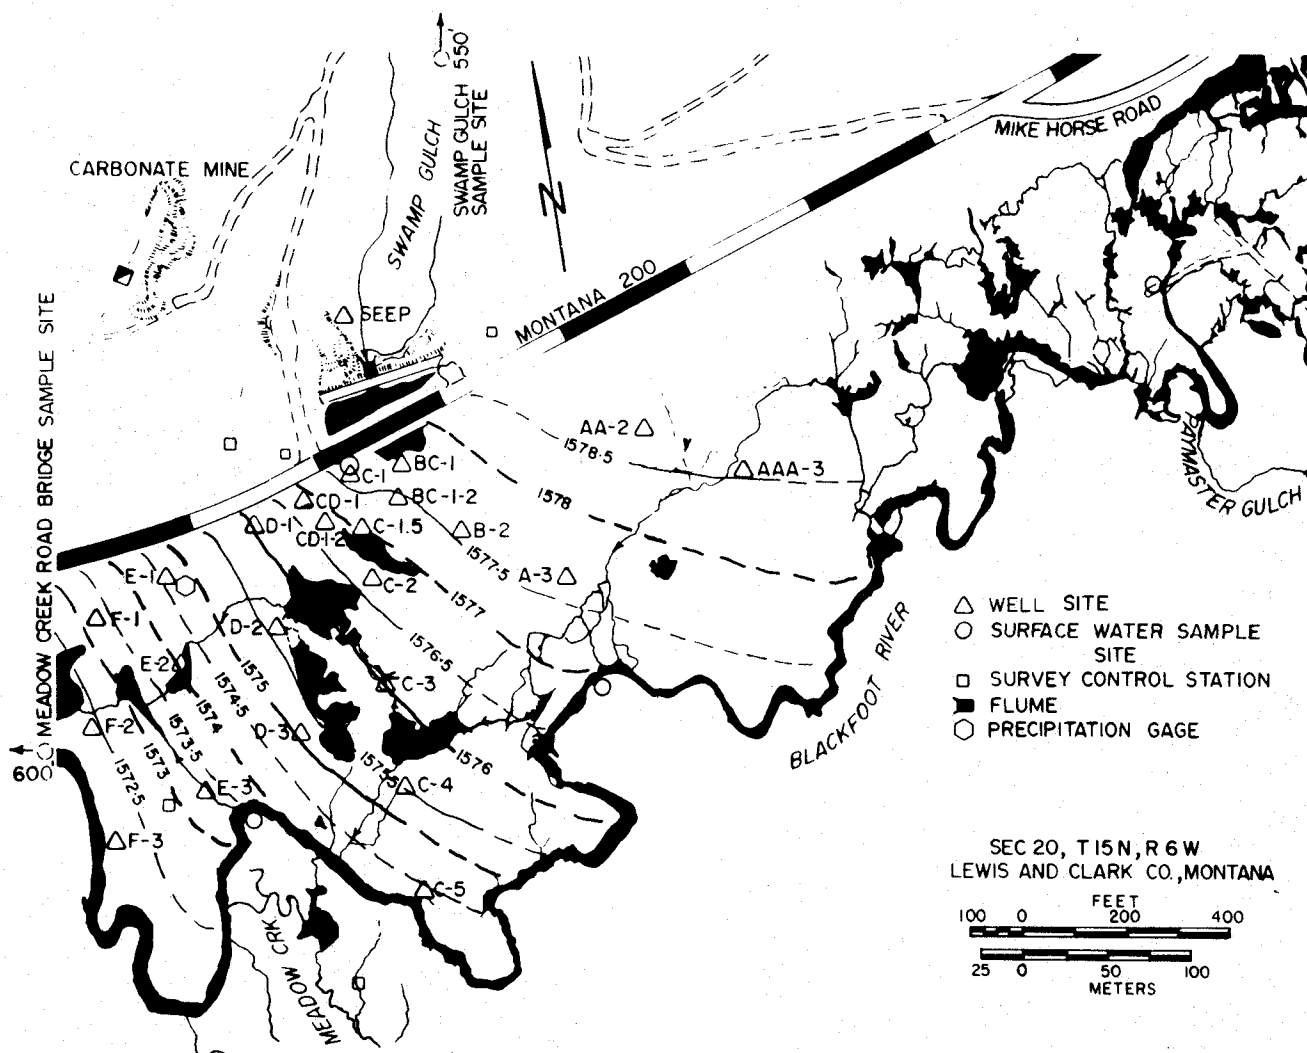 SWAMP GULCH 550'
SAMPLE SITE
SWAMP GULCH
MIKE HORSE ROAD
CARBONATE MINE
N
MONTANA 200
SEEP
MEADOW CREEK ROAD BRIDGE SAMPLE SITE
600'
AA-2
1578.5
AAA-3
PAYMASTER GULCH
BC-1
C-1
1578
CD-1
BC-1-2
D-1
CD-1-2
C-1.5
B-2
1577.5
A-3
E-1
C-2
1577
F-1
D-2
1576.5
E-2
1575
C-3
1574.5
1574
F-2
D-3
1573.5
1573
1576
1575.5
1572.5
E-3
C-4
F-3
C-5
MEADOW CRK
BLACKFOOT RIVER
WELL SITE
SURFACE WATER SAMPLE
SITE
SURVEY CONTROL STATION
FLUME
PRECIPITATION GAGE
SEC 20, T 15 N, R 6 W
LEWIS AND CLARK CO., MONTANA
FEET
100 0 200 400
25 0 50 100
METERS